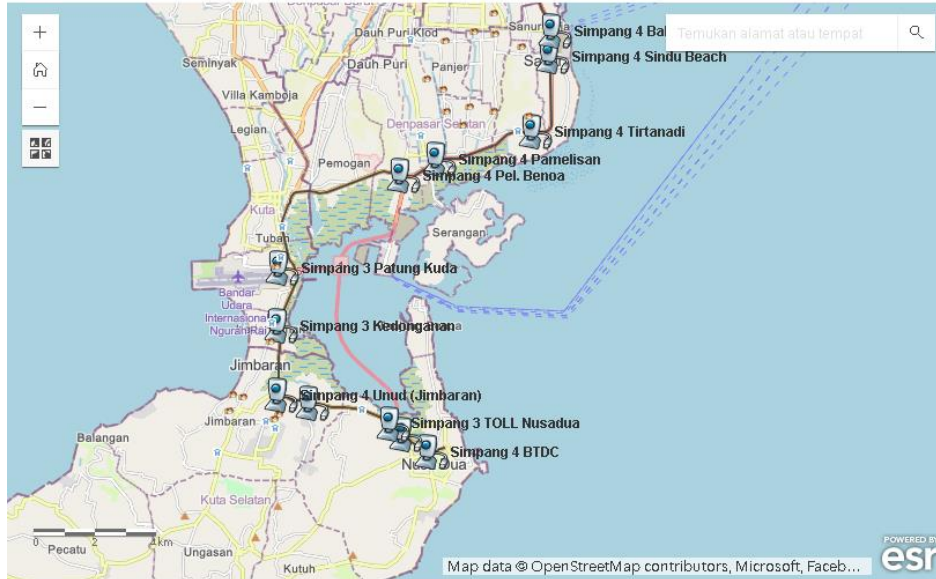 Denpasar Barat
Dauh Puri Klod
Sanur
Simpang 4 Bal
Temukan alamat atau tempat
Seminyak
Dauh Puri
Panjer
Simpang 4 Sindu Beach
Villa Kamboja
Legian
Denpasar Selatan
Simpang 4 Tirtanadi
Pemogan
Simpang 4 Pamelisan
Simpang 4 Pel. Benoa
Kuta
Tuban
Serangan
Simpang 3 Patung Kuda
Bandar
Udara
Internasional
Ngurah Rai
Simpang 3 Kedonganan
Jimbaran
Simpang 4 Unud (Jimbaran)
Jimbaran
Simpang 3 TOLL Nusadua
Balangan
Simpang 4 BTDC
Nusa Dua
Kuta Selatan
0 2 4km
Pecatu
Ungasan
Kutuh
Map data © OpenStreetMap contributors, Microsoft, Faceb...
POWERED BY
esri